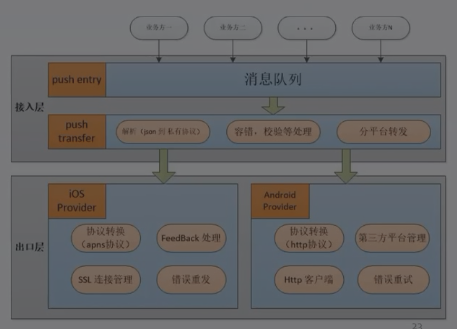 业务方一
业务方二
...
业务方N
接入层
push entry
消息队列
push
transfer
解析（json到私有协议）
容错，校验等处理
分平台转发
出口层
iOS
Provider
协议转换
（apns协议）
FeedBack 处理
SSL 连接管理
错误重发
Android
Provider
协议转换
（http协议）
第三方平台管理
Http 客户端
错误重试
23